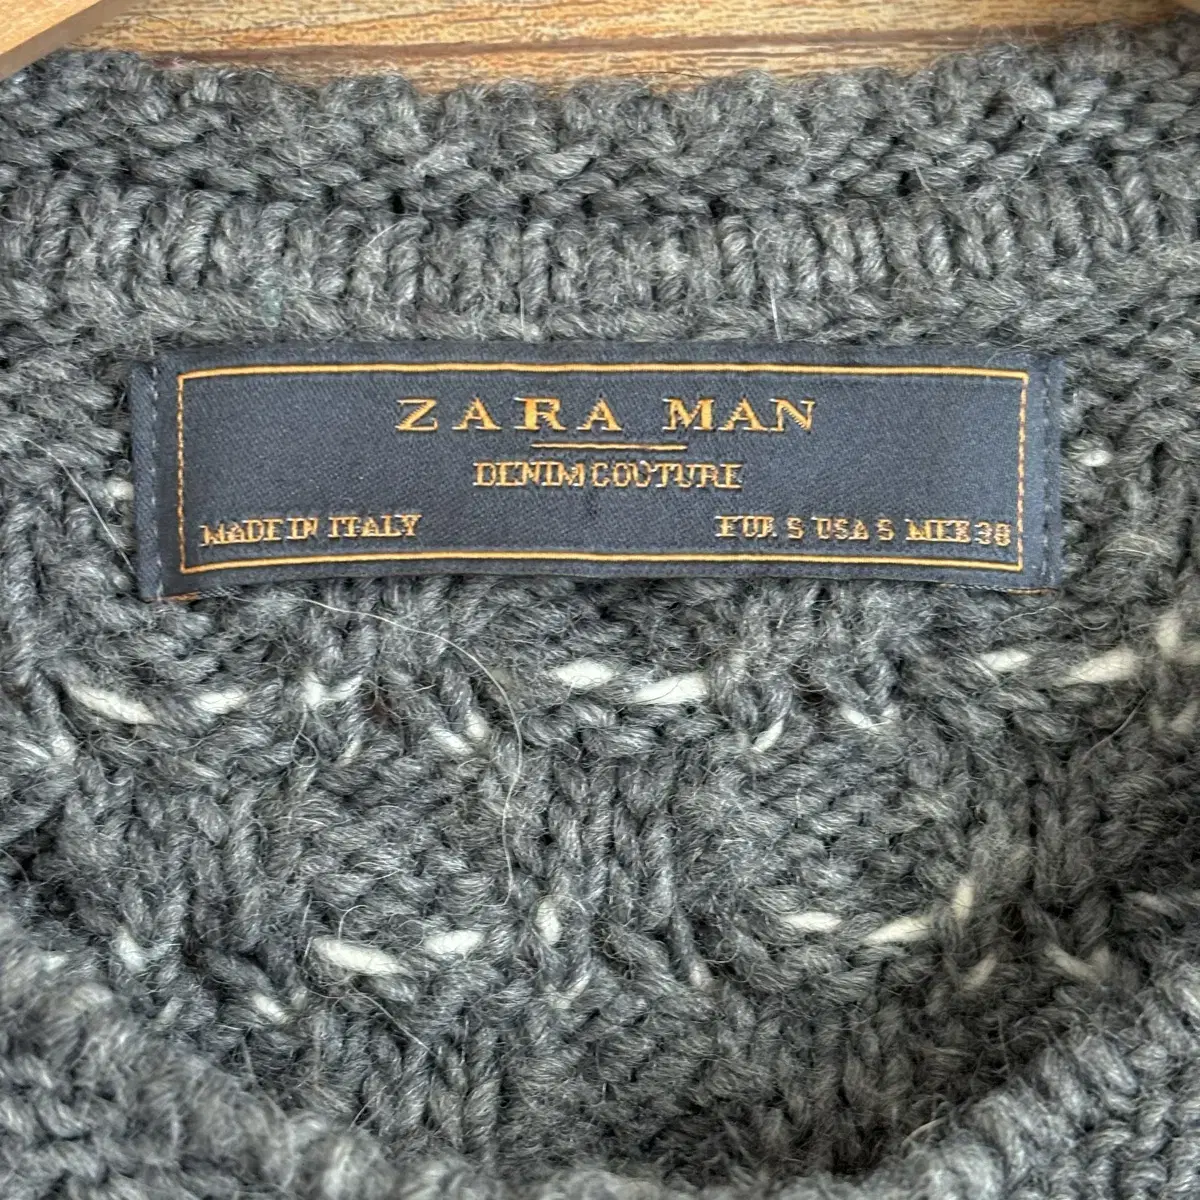 ZARA MAN
DENIM COUTURE
MADE IN ITALY
EUR S USA S MEX 38